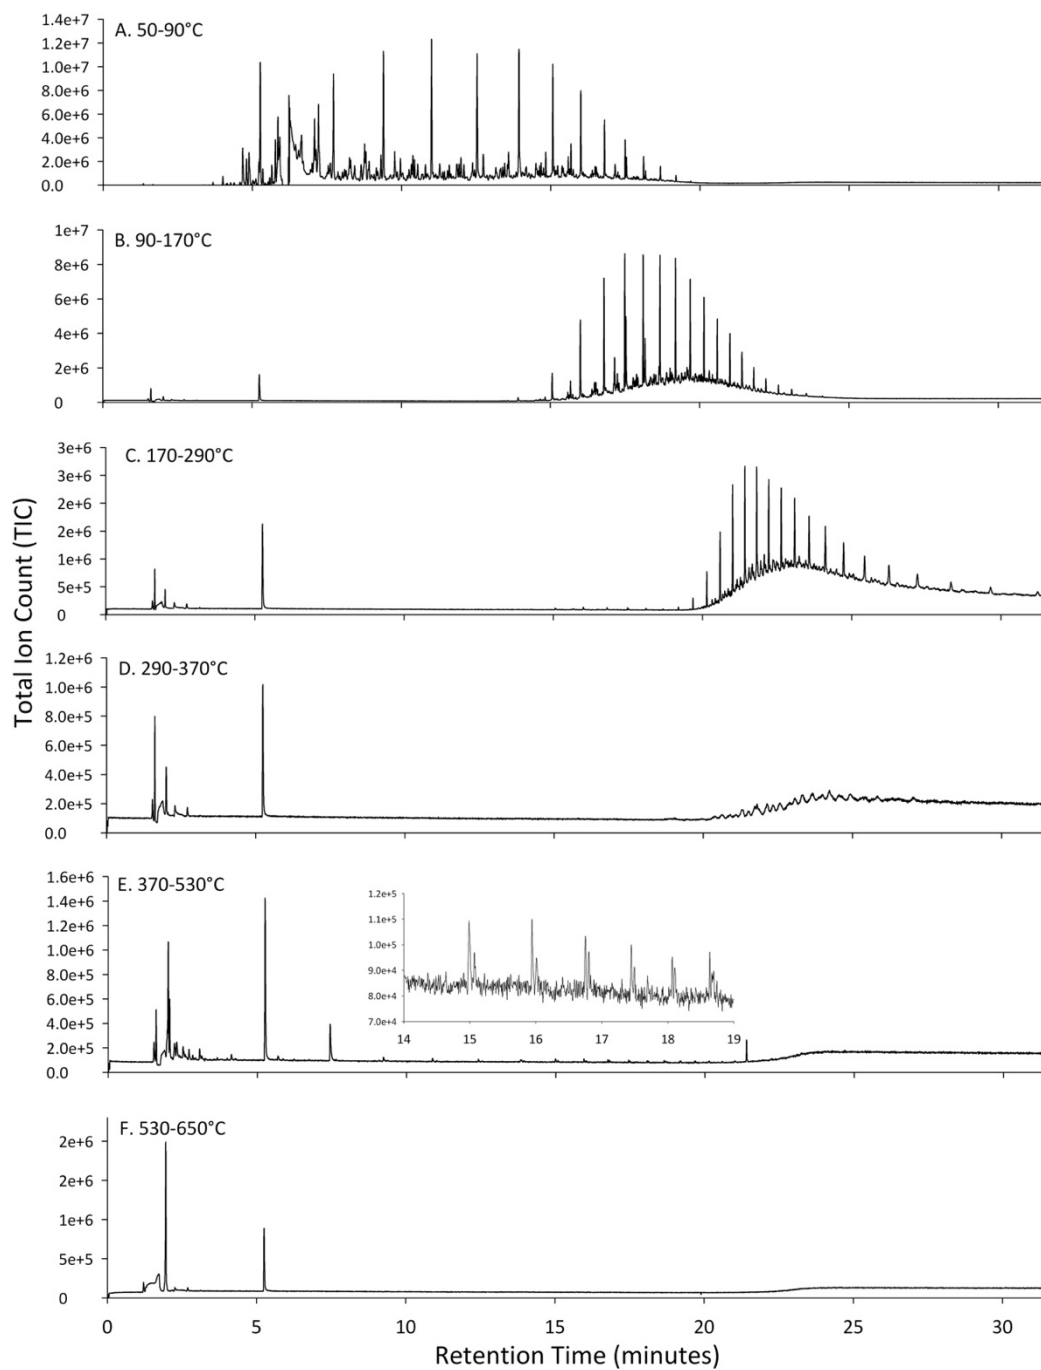 Total Ion Count (TIC)
A. 50-90°C
1.4e+7
1.2e+7
1.0e+7
8.0e+6
6.0e+6
4.0e+6
2.0e+6
0.0
B. 90-170°C
1e+7
8e+6
6e+6
4e+6
2e+6
0
C. 170-290°C
3e+6
3e+6
2e+6
2e+6
1e+6
5e+5
0
D. 290-370°C
1.2e+6
1.0e+6
8.0e+5
6.0e+5
4.0e+5
2.0e+5
0.0
E. 370-530°C
1.6e+6
1.4e+6
1.2e+6
1.0e+6
8.0e+5
6.0e+5
4.0e+5
2.0e+5
0.0
1.2e+5
1.1e+5
1.0e+5
9.0e+4
8.0e+4
7.0e+4
14 15 16 17 18 19
F. 530-650°C
2e+6
2e+6
1e+6
5e+5
0
0 5 10 15 20 25 30
Retention Time (minutes)